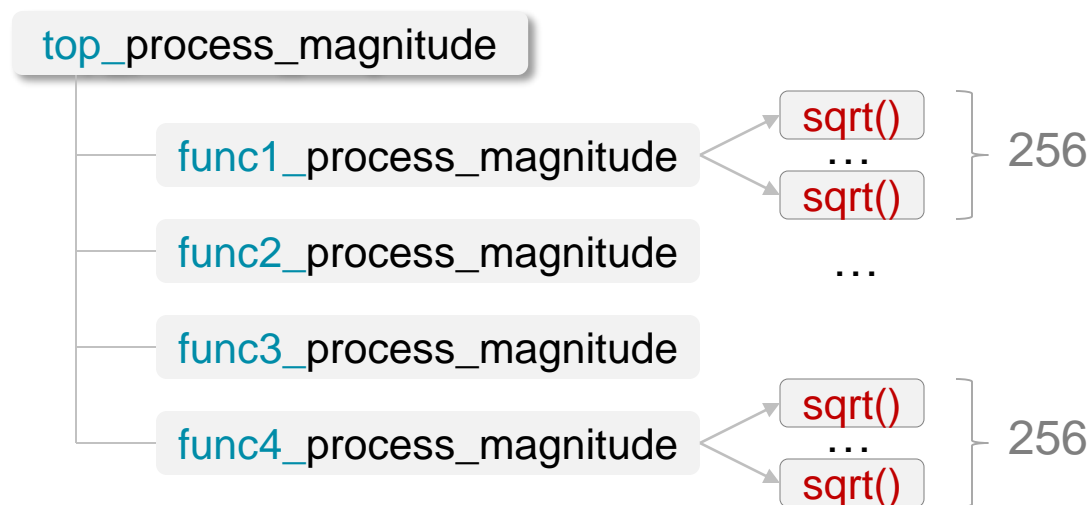 top_process_magnitude
sqrt()
func1_process_magnitude
...
256
sqrt()
func2_process_magnitude
...
func3_process_magnitude
sqrt()
func4_process_magnitude
...
256
sqrt()